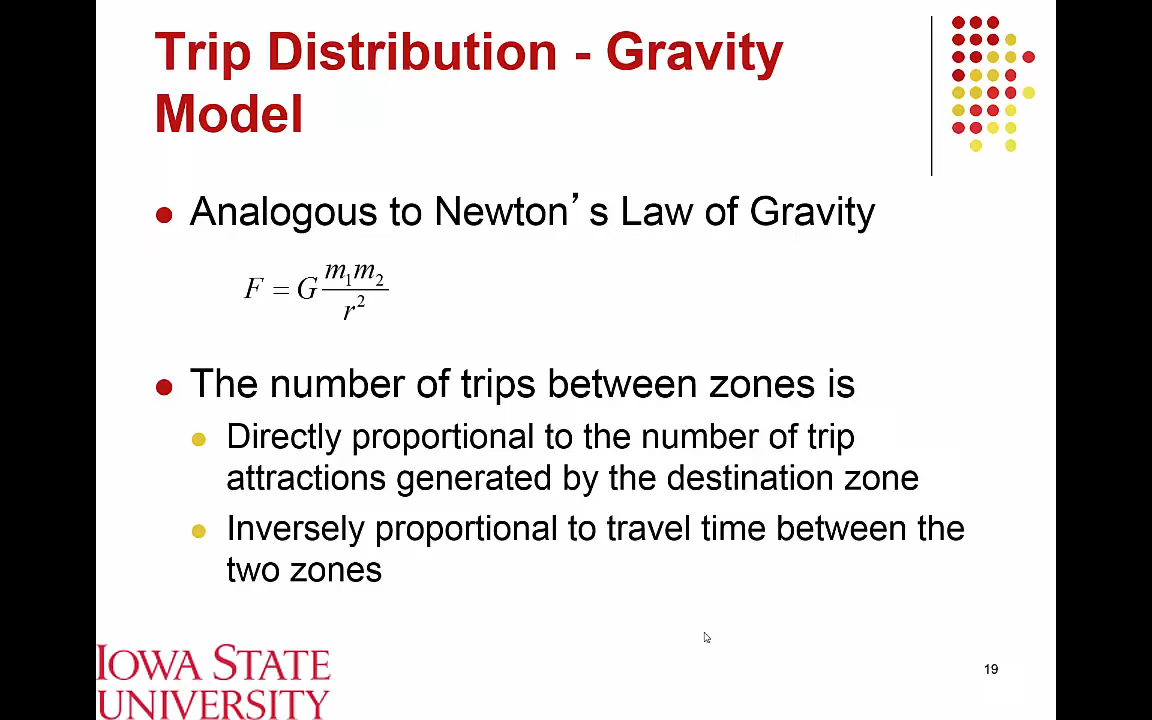 Trip Distribution - Gravity
Model
● Analogous to Newton’s Law of Gravity
F = G m₁m₂ / r²
● The number of trips between zones is
● Directly proportional to the number of trip
attractions generated by the destination zone
● Inversely proportional to travel time between the
two zones
IOWA STATE
UNIVERSITY
19